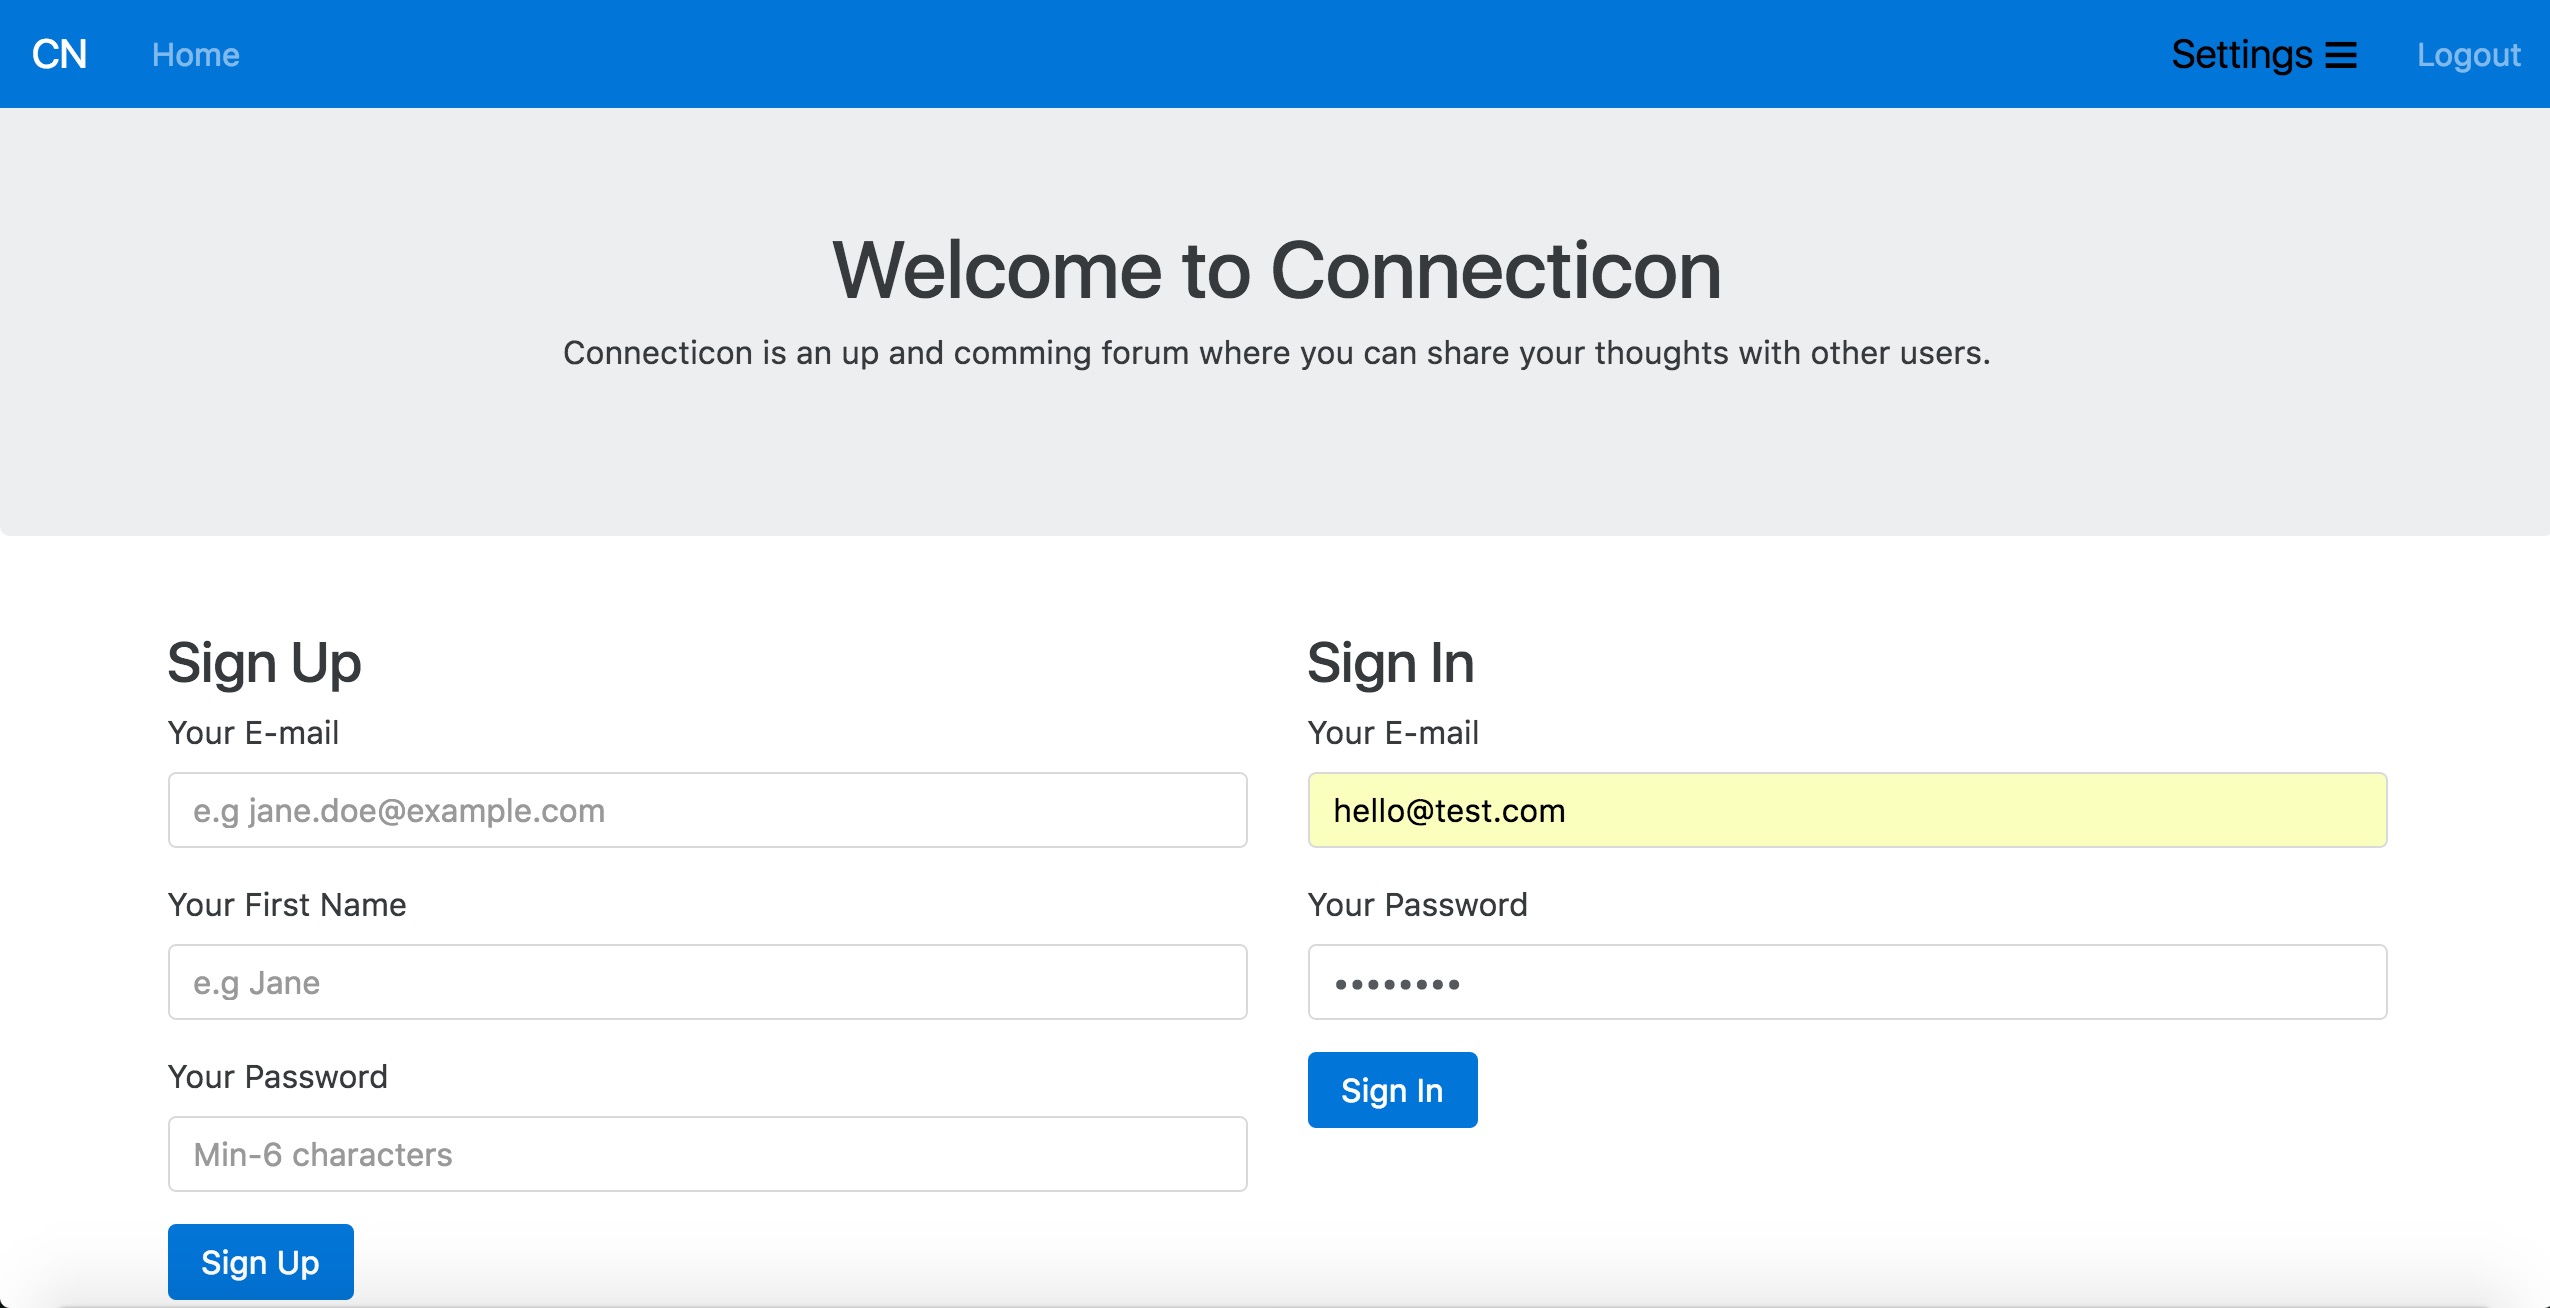 CN Home Settings Logout
Welcome to Connecticon
Connecticon is an up and comming forum where you can share your thoughts with other users.
Sign Up
Your E-mail
e.g jane.doe@example.com
Your First Name
e.g Jane
Your Password
Min-6 characters
Sign Up
Sign In
Your E-mail
hello@test.com
Your Password
••••••••
Sign In